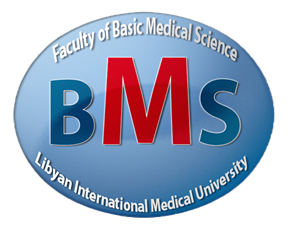 Faculty of Basic Medical Science
BMS
Libyan International Medical University